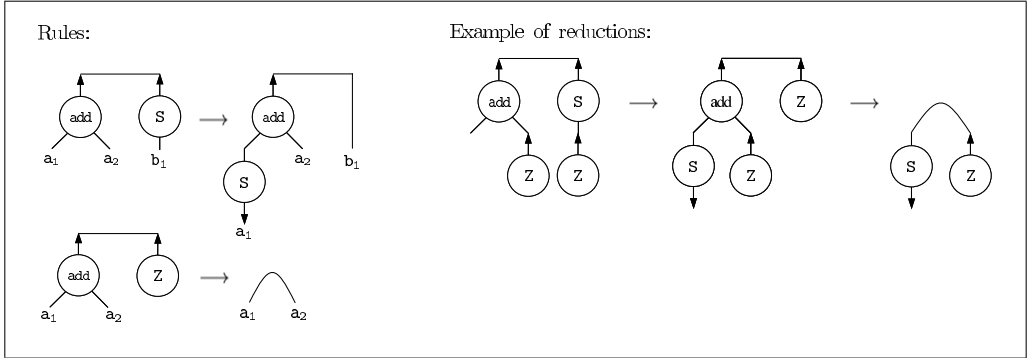 Rules:
add S → add
a₁ a₂ b₁ a₂ b₁
S
a₁
add Z →
a₁ a₂ a₁ a₂
Example of reductions:
add S → add Z →
Z Z S Z S Z